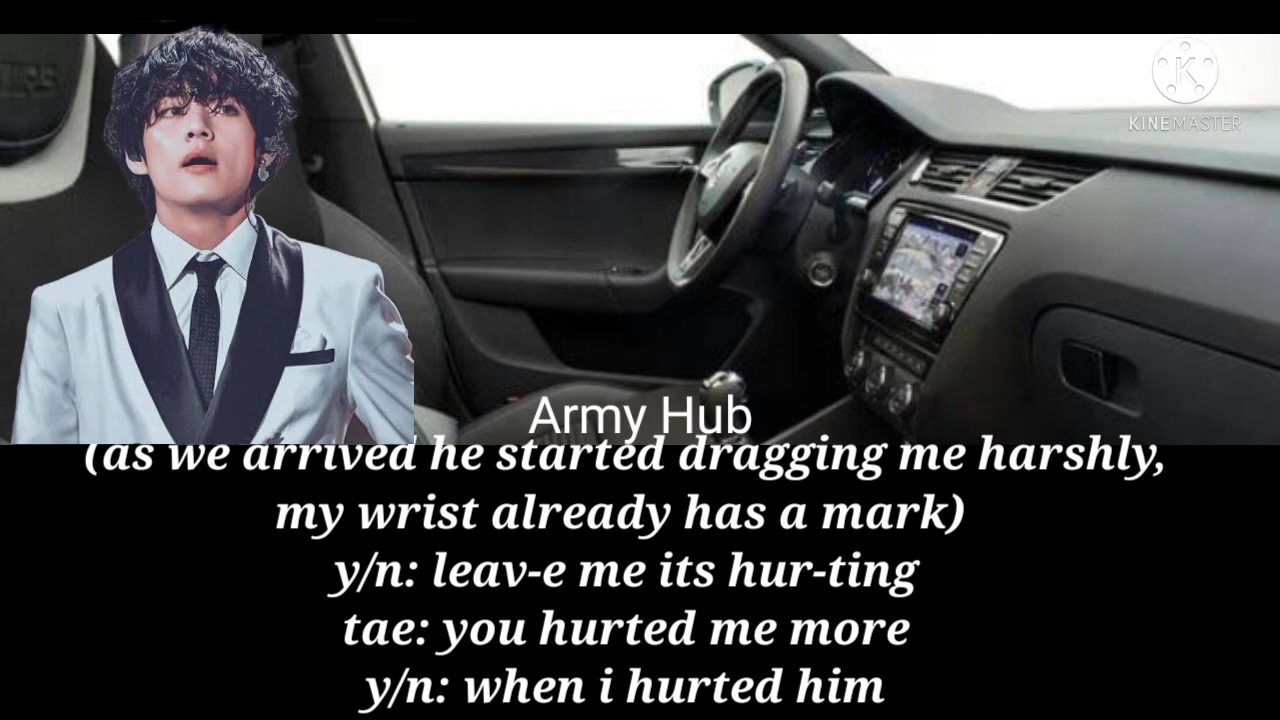 KINEMASTER
Army Hub
(as we arrived he started dragging me harshly,
my wrist already has a mark)
y/n: leav-e me its hur-ting
tae: you hurted me more
y/n: when i hurted him